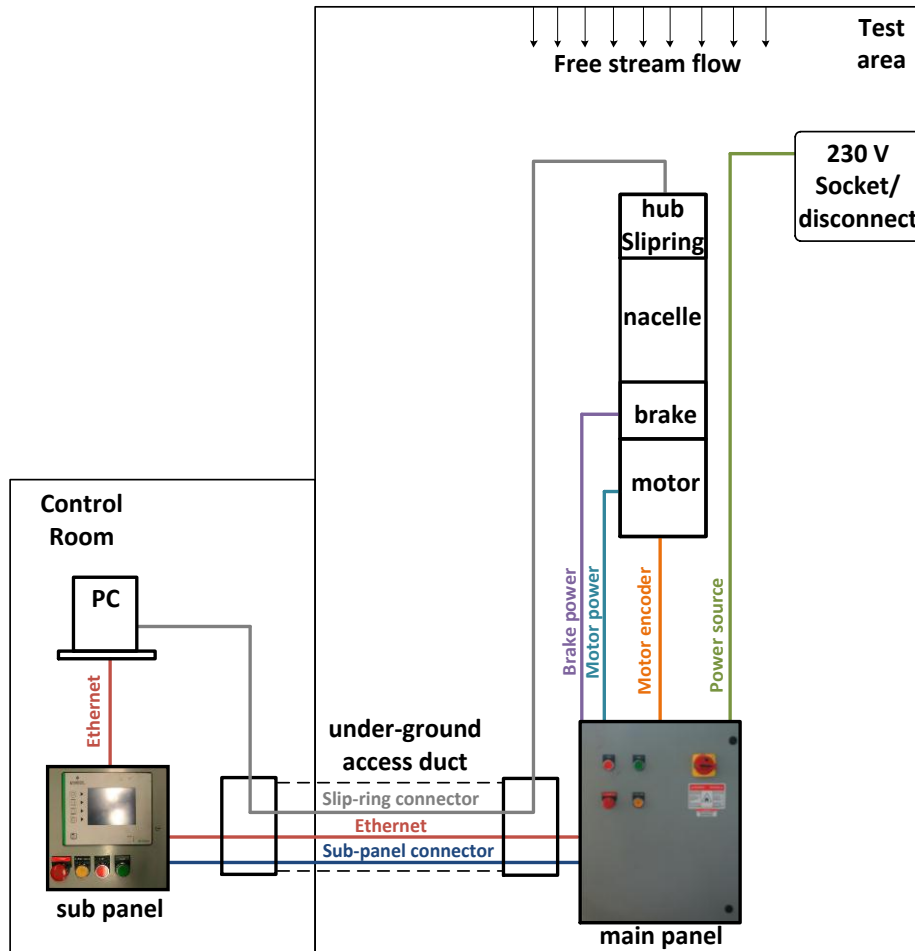 Test
area
Free stream flow
230 V
Socket/
disconnect
hub
Slipring
nacelle
brake
motor
Control
Room
PC
Ethernet
Brake power
Motor power
Motor encoder
Power source
under-ground
access duct
Slip-ring connector
Ethernet
Sub-panel connector
sub panel
main panel